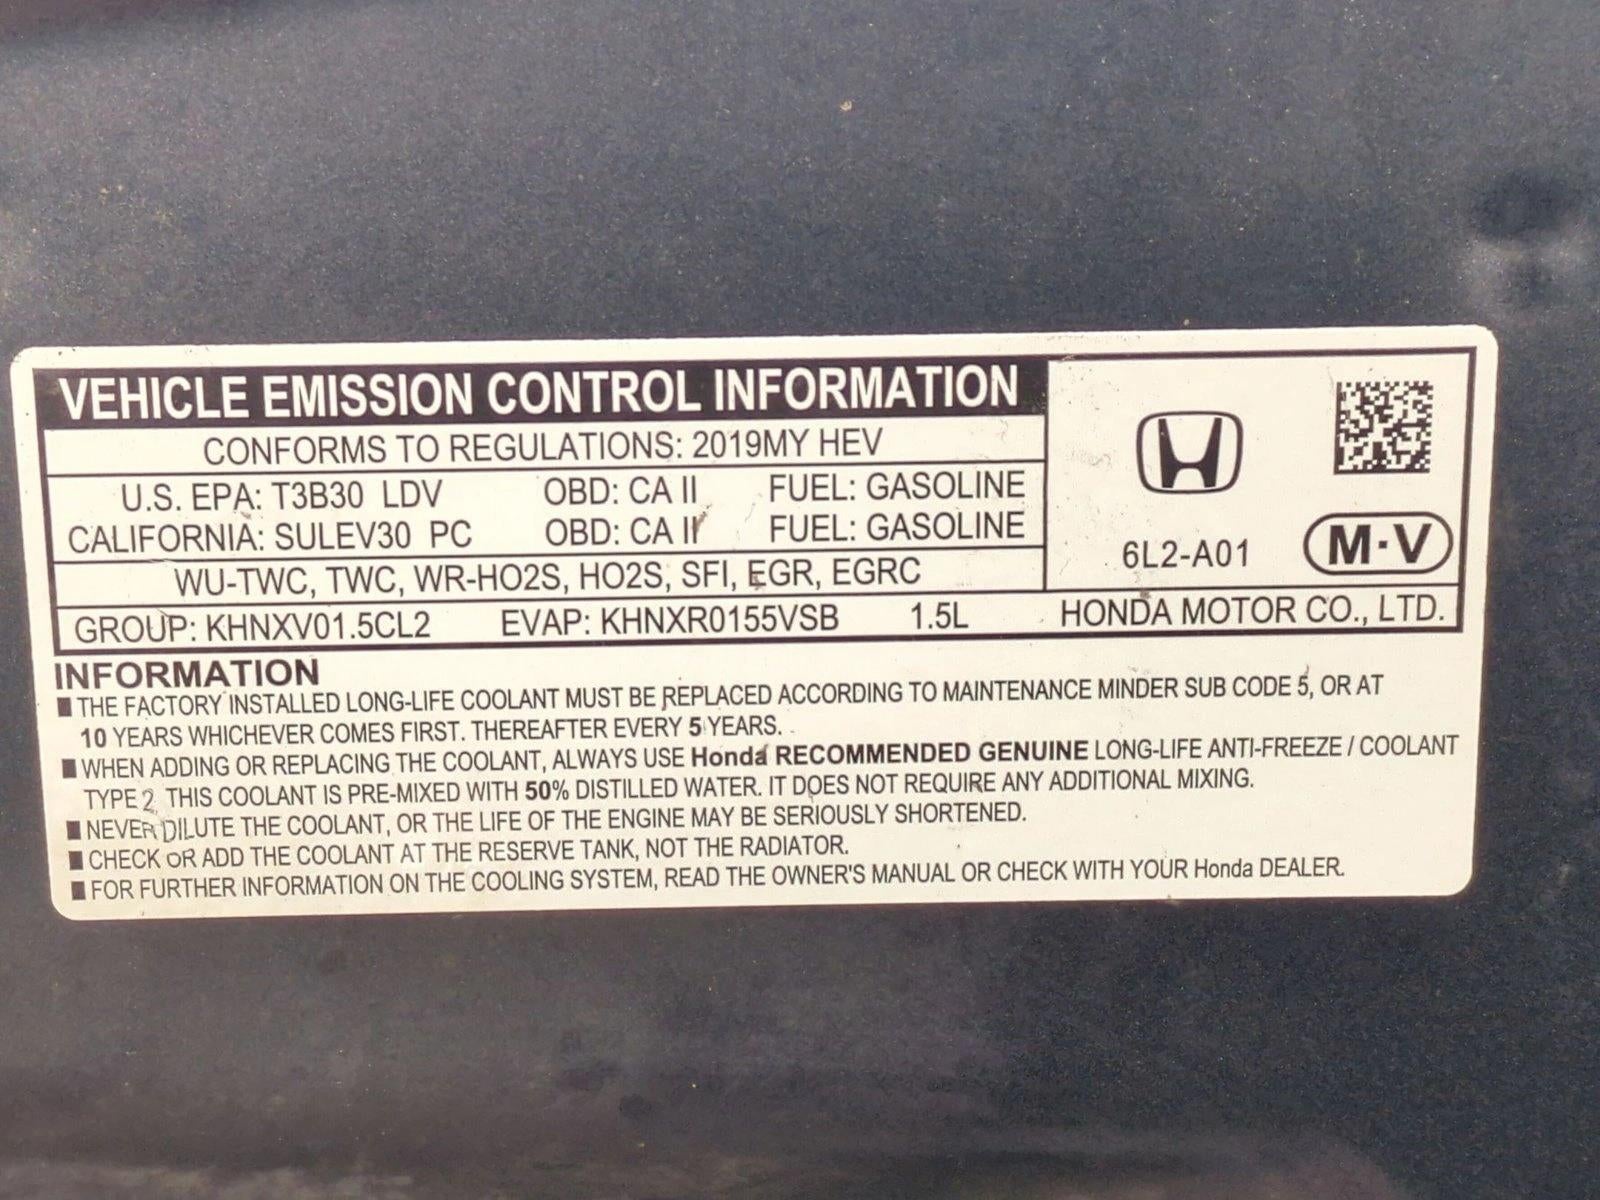 VEHICLE EMISSION CONTROL INFORMATION
CONFORMS TO REGULATIONS: 2019MY HEV
U.S. EPA: T3B30 LDV OBD: CA II FUEL: GASOLINE
CALIFORNIA: SULEV30 PC OBD: CA II FUEL: GASOLINE
WU-TWC, TWC, WR-HO2S, HO2S, SFI, EGR, EGRC
GROUP: KHNXV01.5CL2 EVAP: KHNXR0155VSB 1.5L
6L2-A01 M·V
HONDA MOTOR CO., LTD.
INFORMATION
■ THE FACTORY INSTALLED LONG-LIFE COOLANT MUST BE REPLACED ACCORDING TO MAINTENANCE MINDER SUB CODE 5, OR AT
10 YEARS WHICHEVER COMES FIRST. THEREAFTER EVERY 5 YEARS.
■ WHEN ADDING OR REPLACING THE COOLANT, ALWAYS USE Honda RECOMMENDED GENUINE LONG-LIFE ANTI-FREEZE / COOLANT
TYPE 2. THIS COOLANT IS PRE-MIXED WITH 50% DISTILLED WATER. IT DOES NOT REQUIRE ANY ADDITIONAL MIXING.
■ NEVER DILUTE THE COOLANT, OR THE LIFE OF THE ENGINE MAY BE SERIOUSLY SHORTENED.
■ CHECK OR ADD THE COOLANT AT THE RESERVE TANK, NOT THE RADIATOR.
■ FOR FURTHER INFORMATION ON THE COOLING SYSTEM, READ THE OWNER'S MANUAL OR CHECK WITH YOUR Honda DEALER.